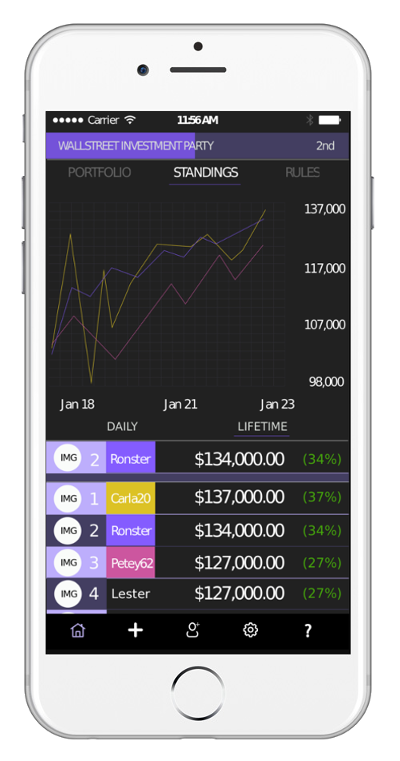 Carrier 11:56 AM
WALLSTREET INVESTMENT PARTY 2nd
PORTFOLIO STANDINGS RULES
137,000
117,000
107,000
98,000
Jan 18 Jan 21 Jan 23
DAILY LIFETIME
IMG 2 Ronster $134,000.00 (34%)
IMG 1 Carla20 $137,000.00 (37%)
IMG 2 Ronster $134,000.00 (34%)
IMG 3 Petey62 $127,000.00 (27%)
IMG 4 Lester $127,000.00 (27%)
?